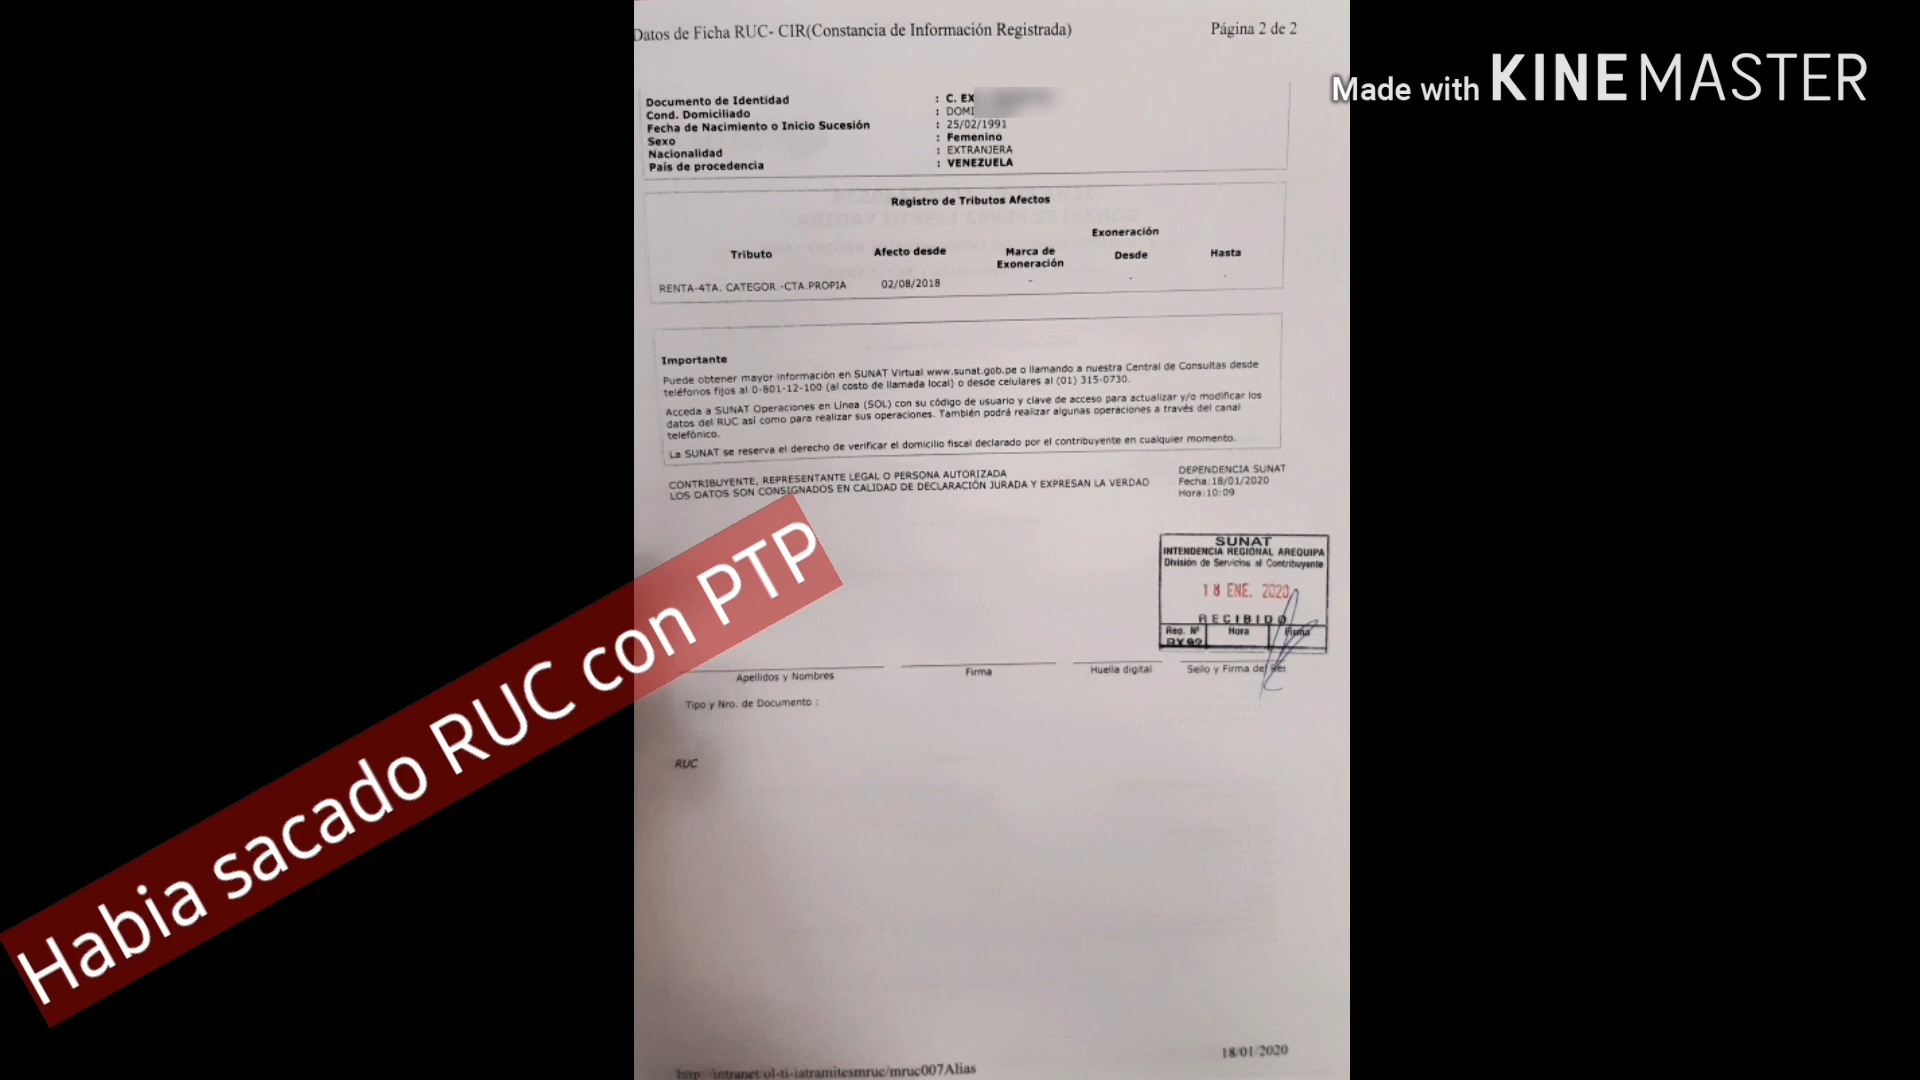 Datos de Ficha RUC- CIR(Constancia de Información Registrada)
Página 2 de 2
Made with KINEMASTER
Documento de Identidad : C. EX
Cond. Domiciliado : DOMI
Fecha de Nacimiento o Inicio Sucesión : 25/02/1991
Sexo : Femenino
Nacionalidad : EXTRANJERA
País de procedencia : VENEZUELA
Registro de Tributos Afectos
Exoneración
Tributo Afecto desde Marca de Exoneración Desde Hasta
RENTA-4TA. CATEGOR.-CTA.PROPIA 02/08/2018 - - -
Importante
Puede obtener mayor información en SUNAT Virtual www.sunat.gob.pe o llamando a nuestra Central de Consultas desde
teléfonos fijos al 0-801-12-100 (al costo de llamada local) o desde celulares al (01) 315-0730.
Acceda a SUNAT Operaciones en Línea (SOL) con su código de usuario y clave de acceso para actualizar y/o modificar los
datos del RUC así como para realizar sus operaciones. También podrá realizar algunas operaciones a través del canal
telefónico.
La SUNAT se reserva el derecho de verificar el domicilio fiscal declarado por el contribuyente en cualquier momento.
CONTRIBUYENTE, REPRESENTANTE LEGAL O PERSONA AUTORIZADA
LOS DATOS SON CONSIGNADOS EN CALIDAD DE DECLARACIÓN JURADA Y EXPRESAN LA VERDAD
DEPENDENCIA SUNAT
Fecha:18/01/2020
Hora:10:09
SUNAT
INTENDENCIA REGIONAL AREQUIPA
División de Servicios al Contribuyente
18 ENE. 2020
RECIBIDO
Reg. Nº Hora Firma
Habia sacado RUC con PTP
Apellidos y Nombres
Firma
Huella digital
Sello y Firma del
Tipo y Nro. de Documento :
RUC
18/01/2020
http://intranet/ol-ti-iatramitesmruc/mruc007Alias